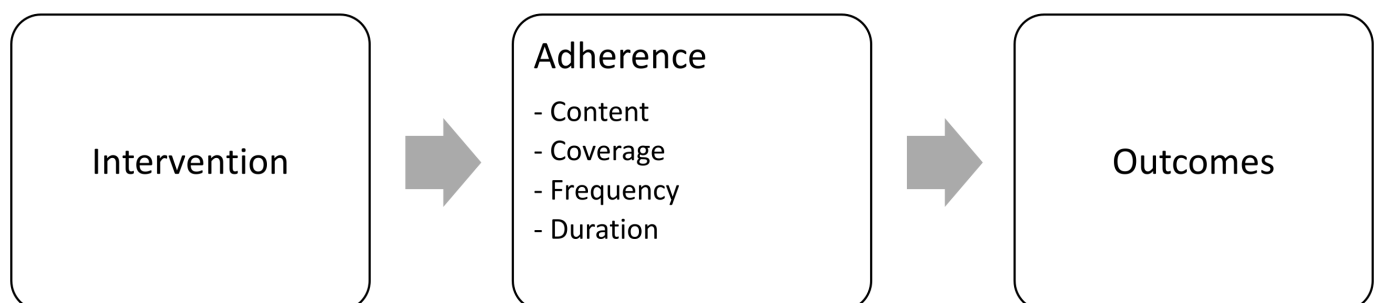 Intervention
Adherence
- Content
- Coverage
- Frequency
- Duration
Outcomes